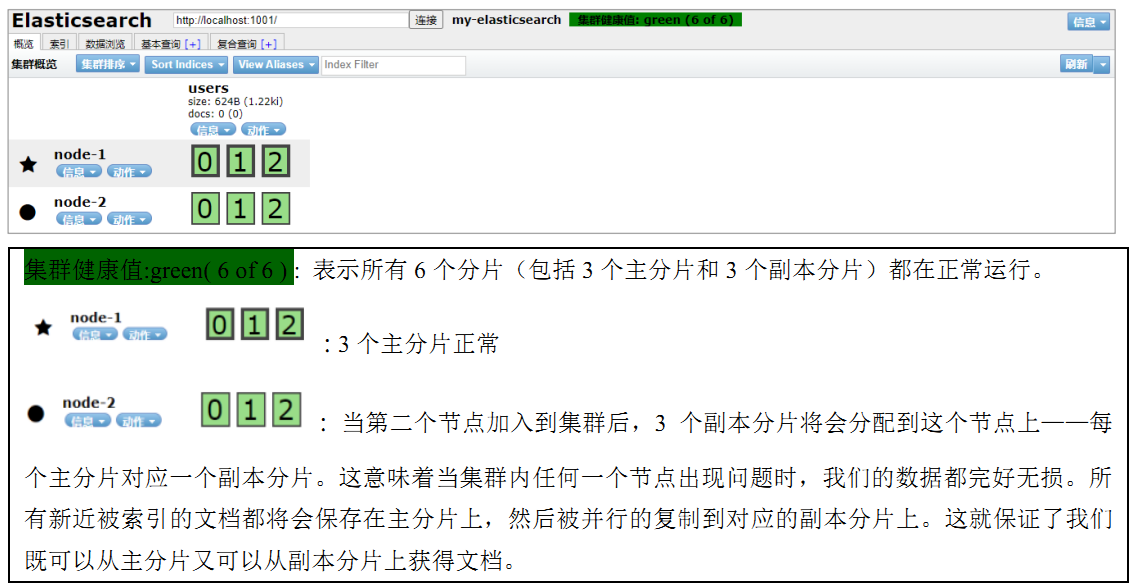 Elasticsearch http://localhost:1001/ 连接 my-elasticsearch 集群健康值: green (6 of 6) 信息
概览 索引 数据浏览 基本查询 [+] 复合查询 [+]
集群概览 集群排序 Sort Indices View Aliases Index Filter 刷新
users
size: 624B (1.22ki)
docs: 0 (0)
信息 动作
node-1
信息 动作
0 1 2
node-2
信息 动作
0 1 2
集群健康值:green( 6 of 6 ) : 表示所有 6 个分片（包括 3 个主分片和 3 个副本分片）都在正常运行。
node-1
信息 动作
0 1 2 : 3 个主分片正常
node-2
信息 动作
0 1 2 : 当第二个节点加入到集群后，3 个副本分片将会分配到这个节点上——每
个主分片对应一个副本分片。这意味着当集群内任何一个节点出现问题时，我们的数据都完好无损。所
有新近被索引的文档都将会保存在主分片上，然后被并行的复制到对应的副本分片上。这就保证了我们
既可以从主分片又可以从副本分片上获得文档。